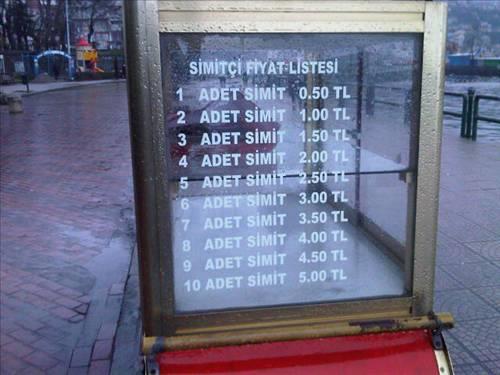 SİMİTÇİ FİYAT LİSTESİ
1 ADET SİMİT 0.50 TL
2 ADET SİMİT 1.00 TL
3 ADET SİMİT 1.50 TL
4 ADET SİMİT 2.00 TL
5 ADET SİMİT 2.50 TL
6 ADET SİMİT 3.00 TL
7 ADET SİMİT 3.50 TL
8 ADET SİMİT 4.00 TL
9 ADET SİMİT 4.50 TL
10 ADET SİMİT 5.00 TL